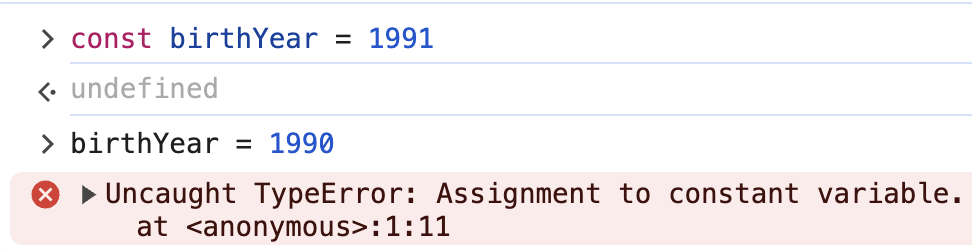 > const birthYear = 1991
undefined
> birthYear = 1990
Uncaught TypeError: Assignment to constant variable.
at <anonymous>:1:11